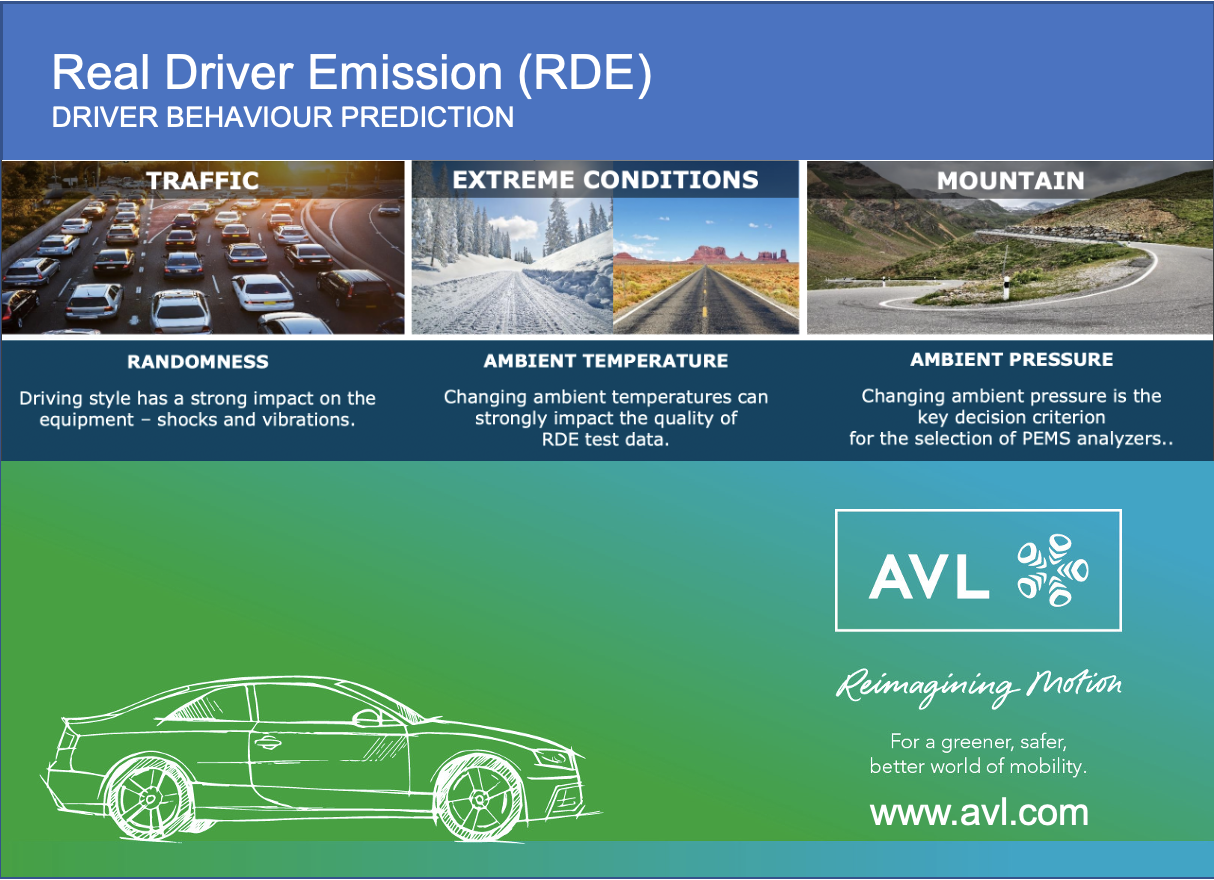 Real Driver Emission (RDE)
DRIVER BEHAVIOUR PREDICTION
TRAFFIC
RANDOMNESS
Driving style has a strong impact on the
equipment – shocks and vibrations.
EXTREME CONDITIONS
AMBIENT TEMPERATURE
Changing ambient temperatures can
strongly impact the quality of
RDE test data.
MOUNTAIN
AMBIENT PRESSURE
Changing ambient pressure is the
key decision criterion
for the selection of PEMS analyzers..
AVL
Reimagining Motion
For a greener, safer,
better world of mobility.
www.avl.com